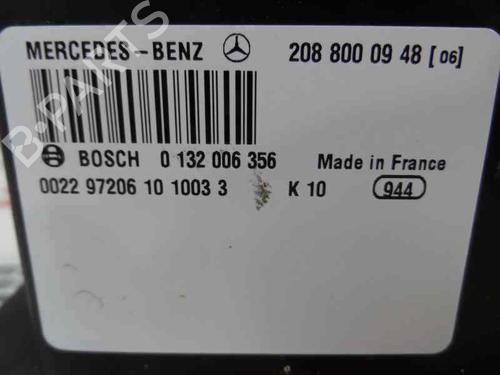 MERCEDES-BENZ 208 800 09 48 [06]
BOSCH 0 132 006 356 Made in France
0022 97206 10 1003 3 K 10 944
B-PARTS